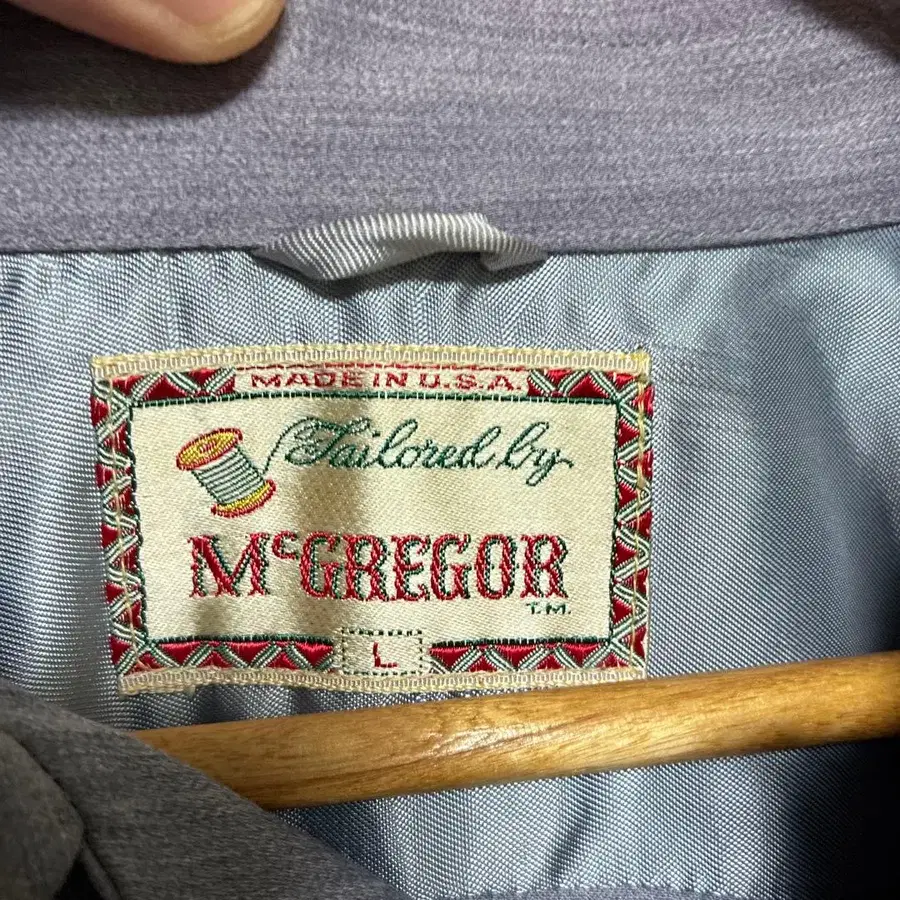 MADE IN U.S.A.
Tailored by
McGREGOR
T.M.
L